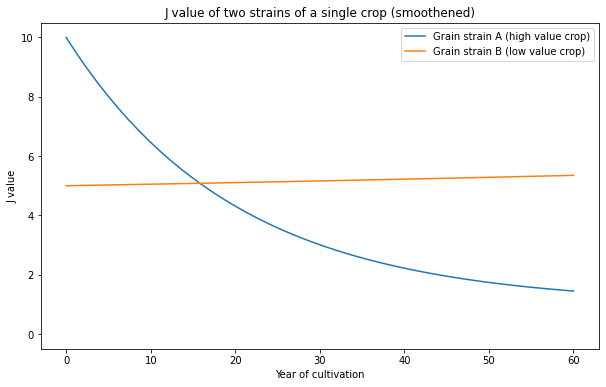 J value of two strains of a single crop (smoothened)
Grain strain A (high value crop)
Grain strain B (low value crop)
10
8
6
4
2
0
J value
0 10 20 30 40 50 60
Year of cultivation